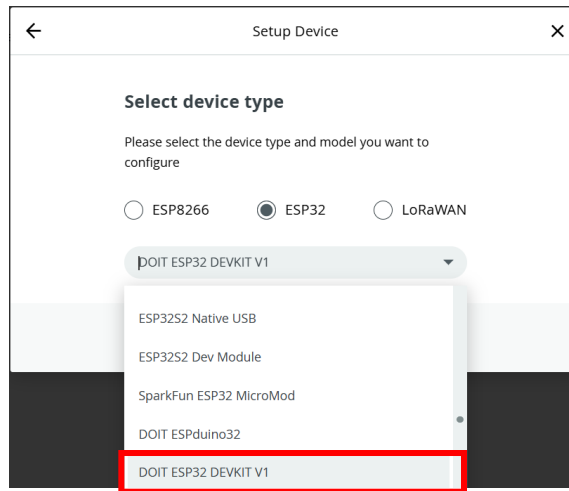 Setup Device
Select device type
Please select the device type and model you want to
configure
ESP8266 ESP32 LoRaWAN
DOIT ESP32 DEVKIT V1
ESP32S2 Native USB
ESP32S2 Dev Module
SparkFun ESP32 MicroMod
DOIT ESPduino32
DOIT ESP32 DEVKIT V1